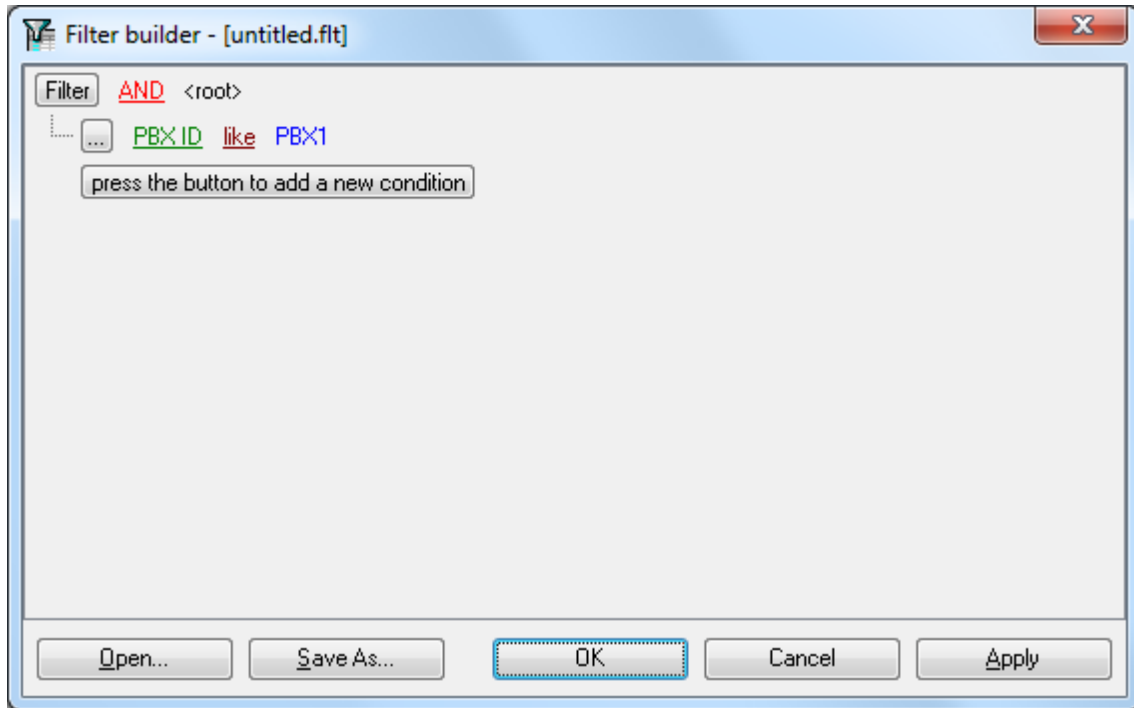 Filter builder - [untitled.flt]
Filter AND <root>
... PBX ID like PBX1
press the button to add a new condition
Open... Save As... OK Cancel Apply